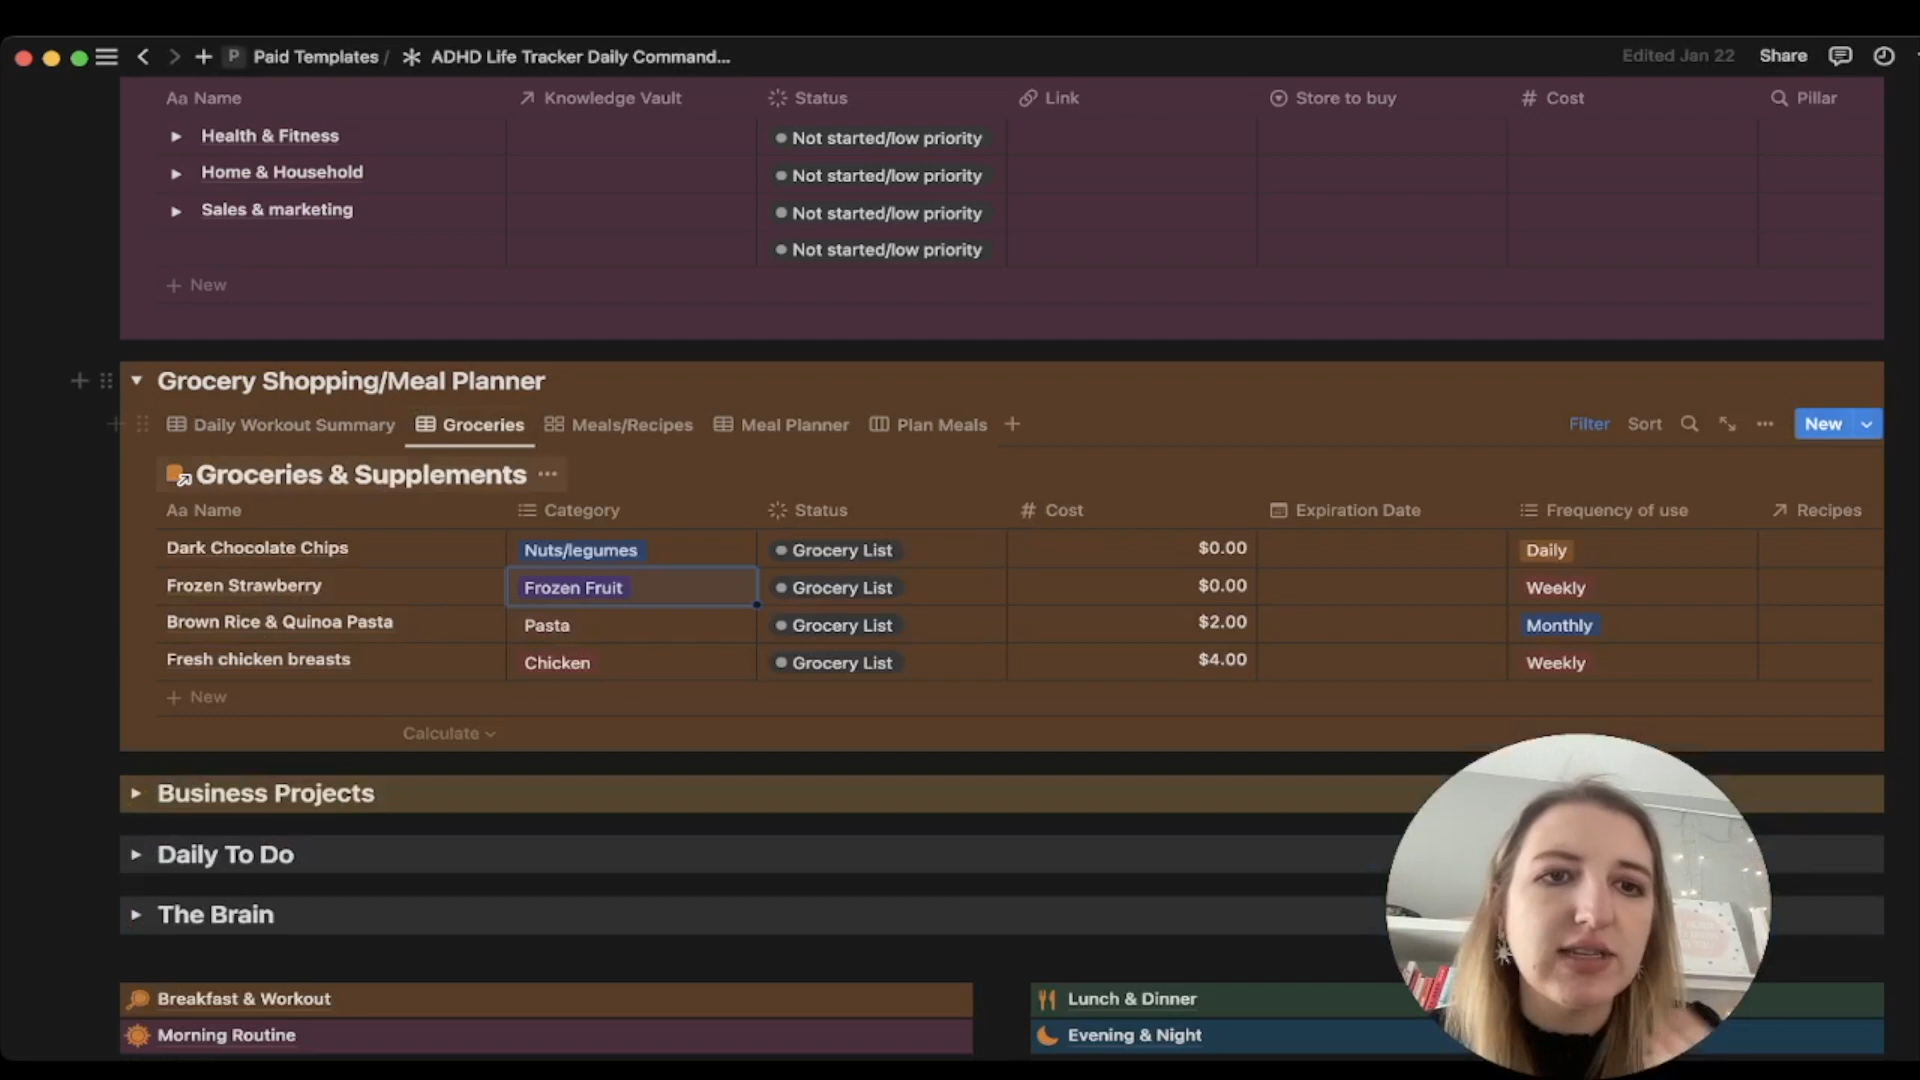 P Paid Templates / ADHD Life Tracker Daily Command... Edited Jan 22 Share
Aa Name Knowledge Vault Status Link Store to buy # Cost Pillar
Health & Fitness Not started/low priority
Home & Household Not started/low priority
Sales & marketing Not started/low priority
Not started/low priority
+ New
Grocery Shopping/Meal Planner
Daily Workout Summary Groceries Meals/Recipes Meal Planner Plan Meals + Filter Sort ... New
Groceries & Supplements ...
Aa Name Category Status # Cost Expiration Date Frequency of use Recipes
Dark Chocolate Chips Nuts/legumes Grocery List $0.00 Daily
Frozen Strawberry Frozen Fruit Grocery List $0.00 Weekly
Brown Rice & Quinoa Pasta Pasta Grocery List $2.00 Monthly
Fresh chicken breasts Chicken Grocery List $4.00 Weekly
+ New
Calculate
Business Projects
Daily To Do
The Brain
Breakfast & Workout Lunch & Dinner
Morning Routine Evening & Night